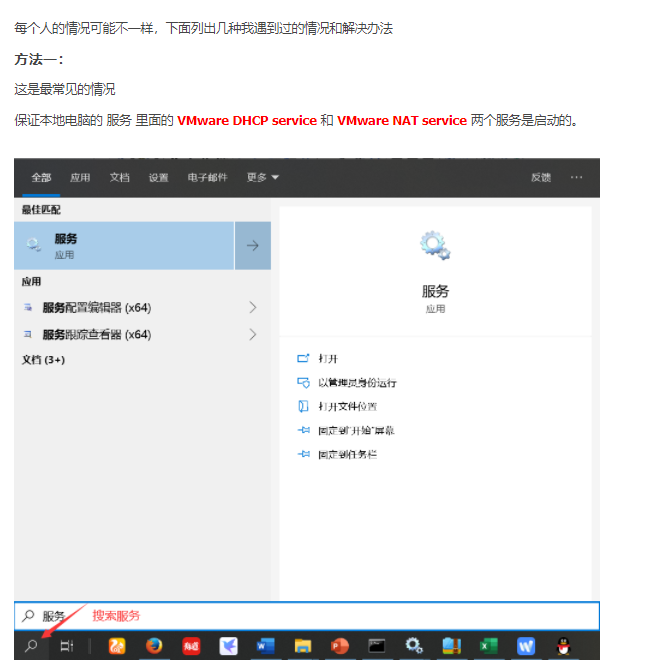 每个人的情况可能不一样，下面列出几种我遇到过的情况和解决办法
方法一：
这是最常见的情况
保证本地电脑的 服务 里面的 VMware DHCP service 和 VMware NAT service 两个服务是启动的。
全部 应用 文档 设置 电子邮件 更多 反馈 ···
最佳匹配
服务
应用
应用
服务配置编辑器 (x64)
服务跟踪查看器 (x64)
文档 (3+)
服务
应用
打开
以管理员身份运行
打开文件位置
固定到"开始"屏幕
固定到任务栏
服务 搜索服务